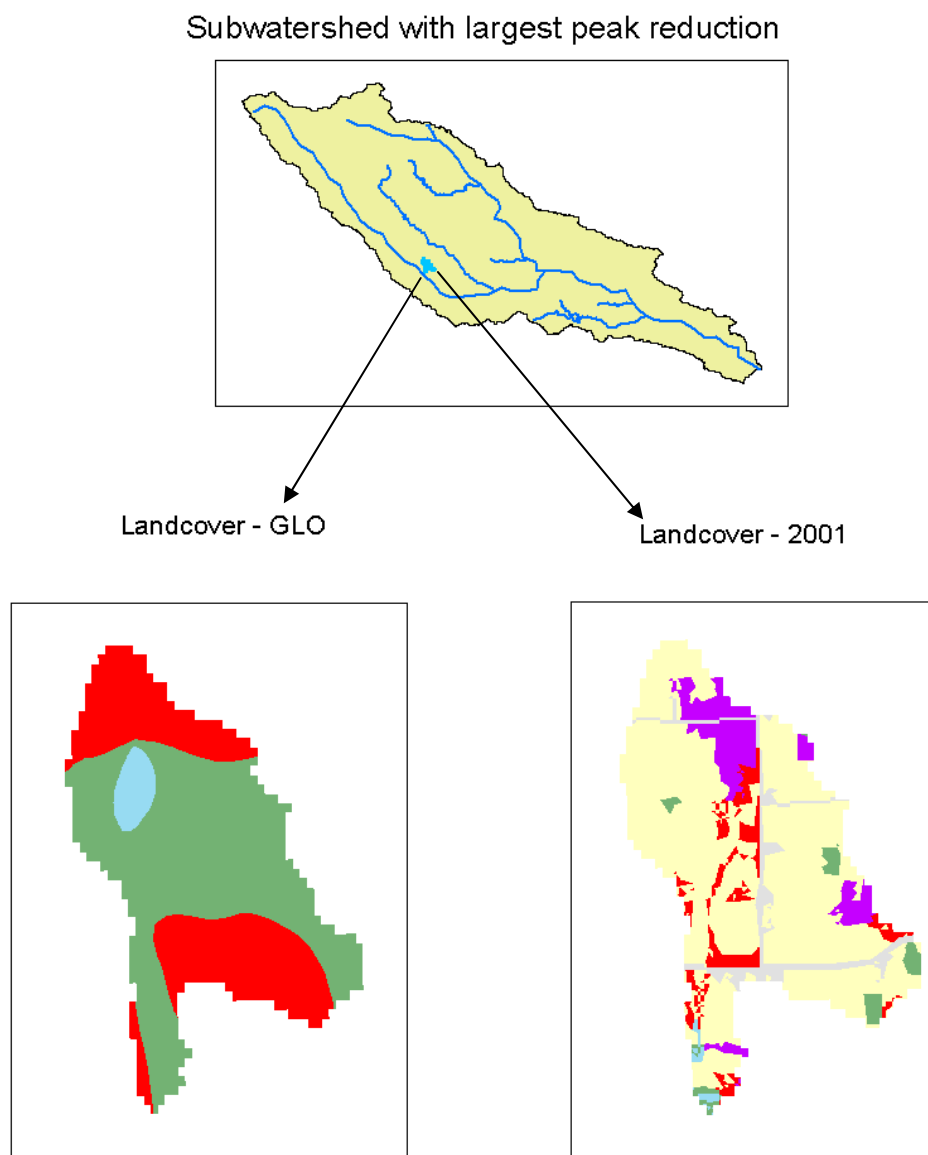 Subwatershed with largest peak reduction
Landcover - GLO
Landcover - 2001